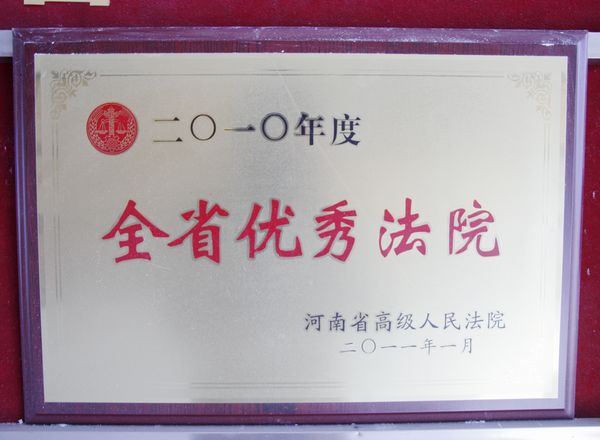 二〇一〇年度
全省优秀法院
河南省高级人民法院
二〇一一年一月